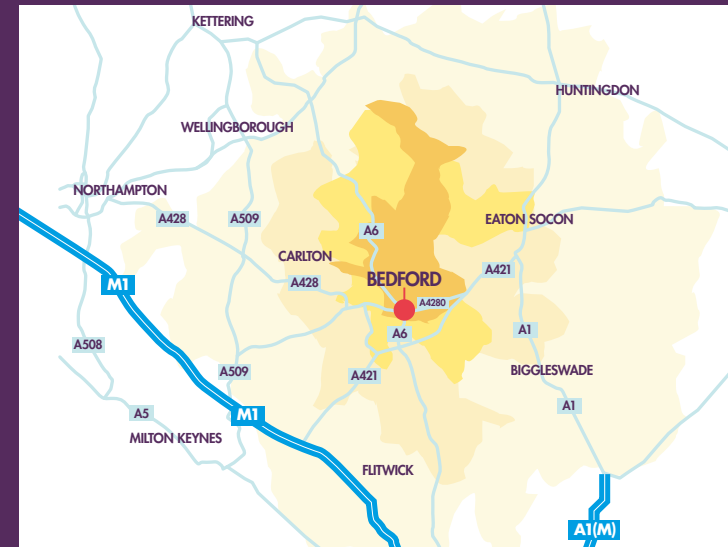 KETTERING
HUNTINGDON
WELLINGBOROUGH
NORTHAMPTON
A428
A509
EATON SOCON
A6
CARLTON
A428
BEDFORD
A421
M1
A4280
A6
A1
A508
A509
A421
BIGGLESWADE
A5
M1
A1
MILTON KEYNES
FLITWICK
A1(M)